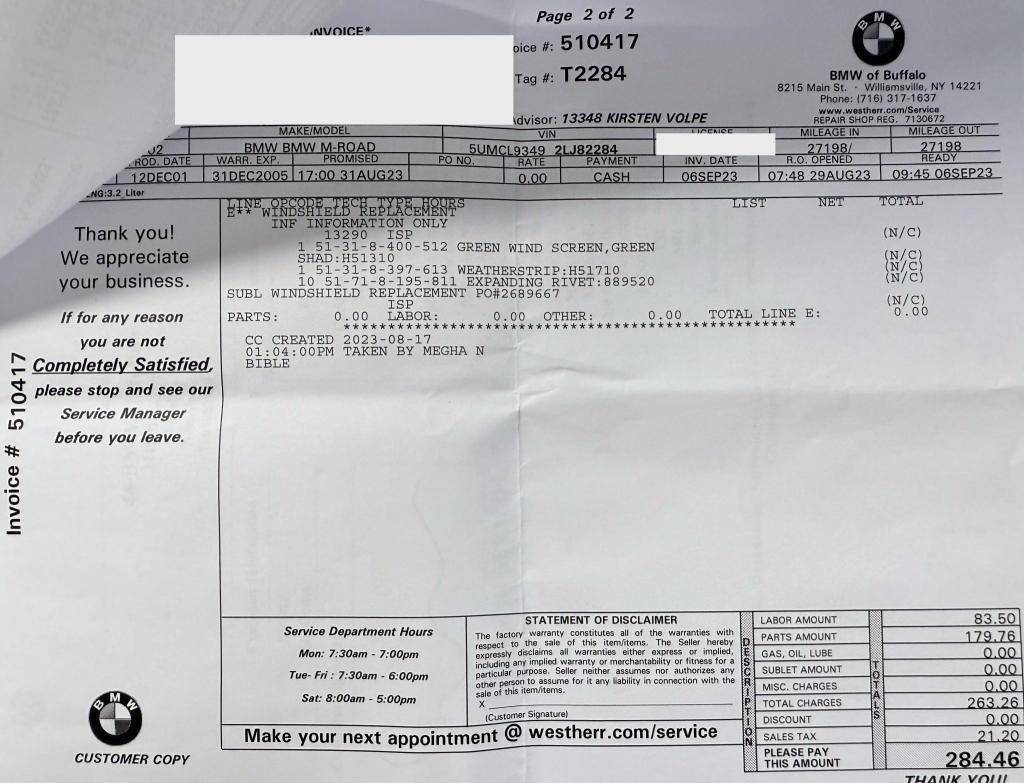 Page 2 of 2
INVOICE*
oice #: 510417
Tag #: T2284
BMW
BMW of Buffalo
8215 Main St. · Williamsville, NY 14221
Phone: (716) 317-1637
www.westherr.com/Service
REPAIR SHOP REG. 7130672
dvisor: 13348 KIRSTEN VOLPE
MAKE/MODEL VIN LICENSE MILEAGE IN MILEAGE OUT
02 BMW BMW M-ROAD 5UMCL9349 2LJ82284 27198/ 27198
ROD. DATE WARR. EXP. PROMISED PO NO. RATE PAYMENT INV. DATE R.O. OPENED READY
12DEC01 31DEC2005 17:00 31AUG23 0.00 CASH 06SEP23 07:48 29AUG23 09:45 06SEP23
ENG:3.2_Liter
LINE OPCODE TECH TYPE HOURS LIST NET TOTAL
E** WINDSHIELD REPLACEMENT
INF INFORMATION ONLY
13290 ISP (N/C)
1 51-31-8-400-512 GREEN WIND SCREEN,GREEN
SHAD:H51310 (N/C)
1 51-31-8-397-613 WEATHERSTRIP:H51710 (N/C)
10 51-71-8-195-811 EXPANDING RIVET:889520 (N/C)
SUBL WINDSHIELD REPLACEMENT PO#2689667
ISP (N/C)
PARTS: 0.00 LABOR: 0.00 OTHER: 0.00 TOTAL LINE E: 0.00
****************************************************
CC CREATED 2023-08-17
01:04:00PM TAKEN BY MEGHA N
BIBLE
Thank you!
We appreciate
your business.
If for any reason
you are not
Completely Satisfied,
please stop and see our
Service Manager
before you leave.
Invoice # 510417
BMW
CUSTOMER COPY
Service Department Hours
Mon: 7:30am - 7:00pm
Tue- Fri : 7:30am - 6:00pm
Sat: 8:00am - 5:00pm
STATEMENT OF DISCLAIMER
The factory warranty constitutes all of the warranties with
respect to the sale of this item/items. The Seller hereby
expressly disclaims all warranties either express or implied,
including any implied warranty or merchantability or fitness for a
particular purpose. Seller neither assumes nor authorizes any
other person to assume for it any liability in connection with the
sale of this item/items.
X
(Customer Signature)
Make your next appointment @ westherr.com/service
DESCRIPTION
TOTALS
LABOR AMOUNT 83.50
PARTS AMOUNT 179.76
GAS, OIL, LUBE 0.00
SUBLET AMOUNT 0.00
MISC. CHARGES 0.00
TOTAL CHARGES 263.26
DISCOUNT 0.00
SALES TAX 21.20
PLEASE PAY
THIS AMOUNT 284.46
THANK YOU!